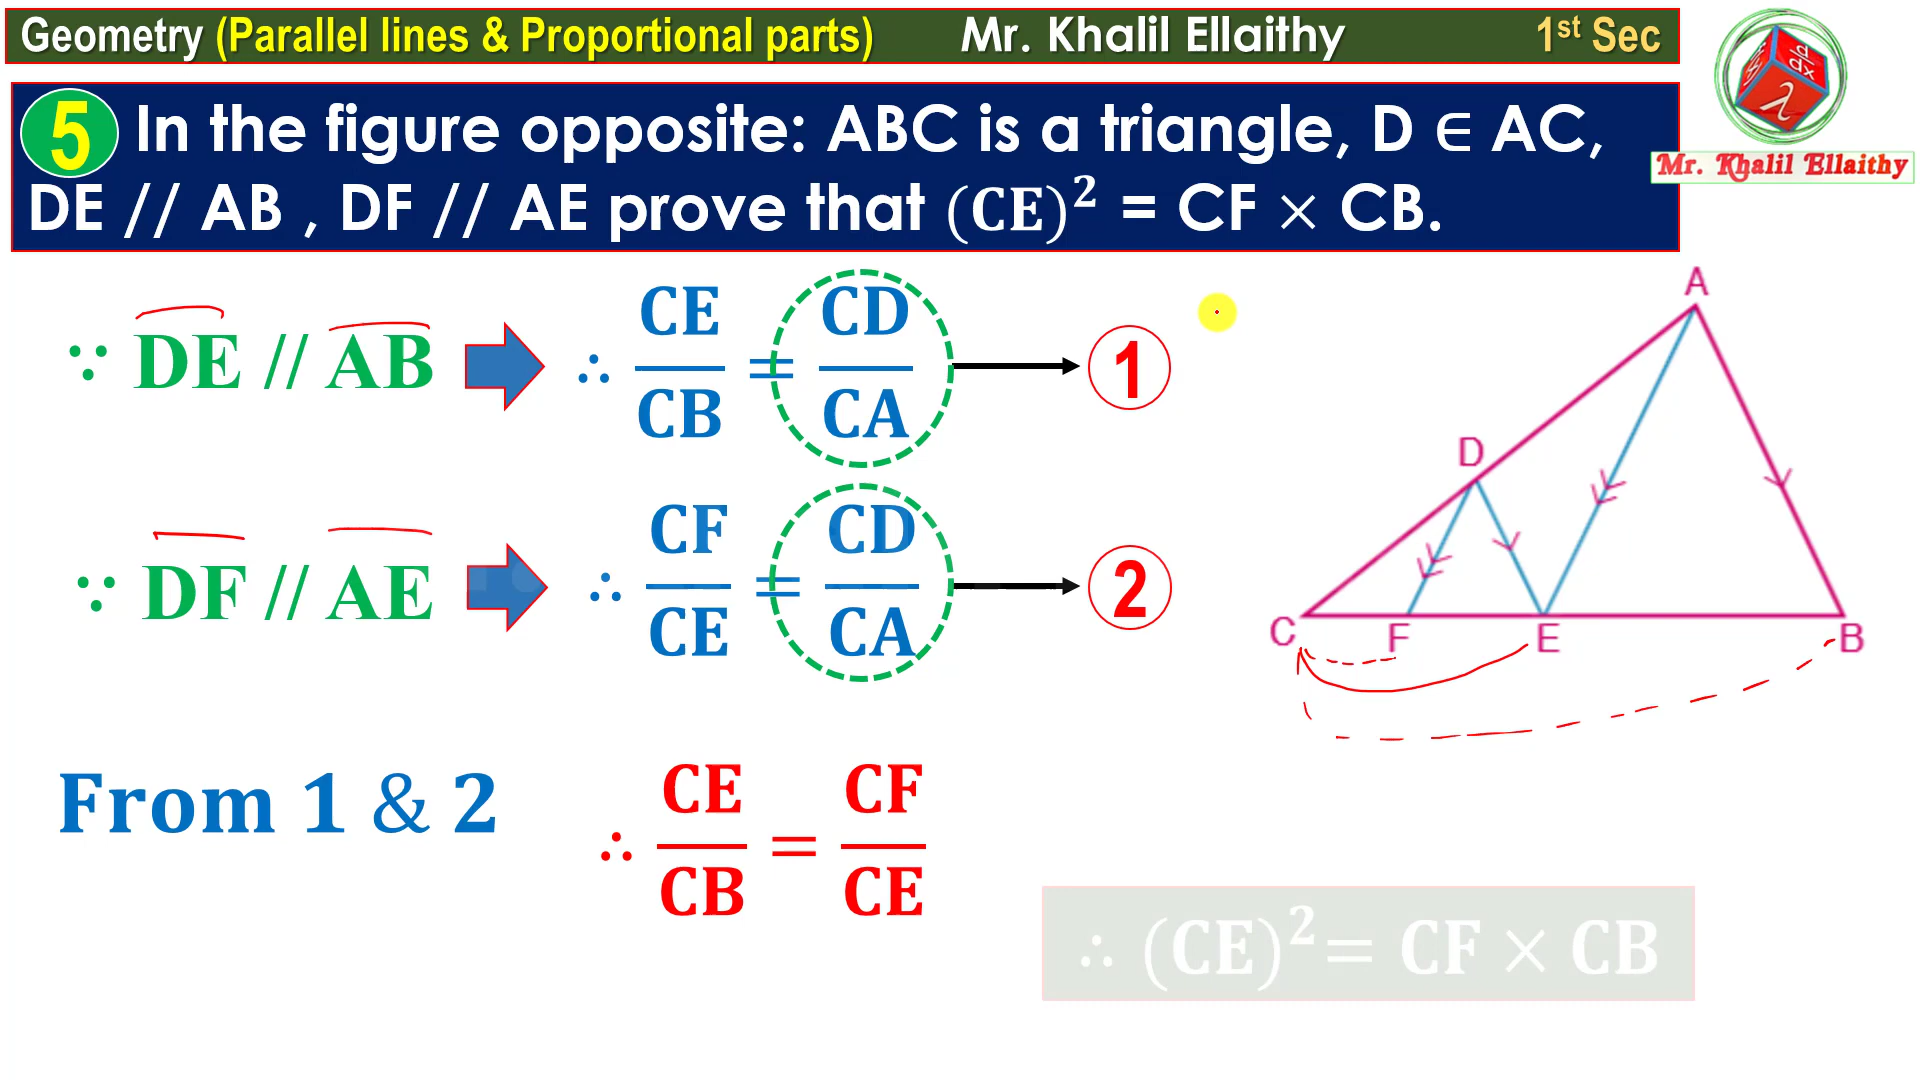 Geometry (Parallel lines & Proportional parts) Mr. Khalil Ellaithy 1st Sec
d/dx
λ
Mr. Khalil Ellaithy
5 In the figure opposite: ABC is a triangle, D ∈ AC,
DE // AB , DF // AE prove that (CE)² = CF × CB.
∵ DE // AB ∴ CE/CB = CD/CA 1
∵ DF // AE ∴ CF/CE = CD/CA 2
A
D
C F E B
From 1 & 2 ∴ CE/CB = CF/CE
∴ (CE)² = CF × CB